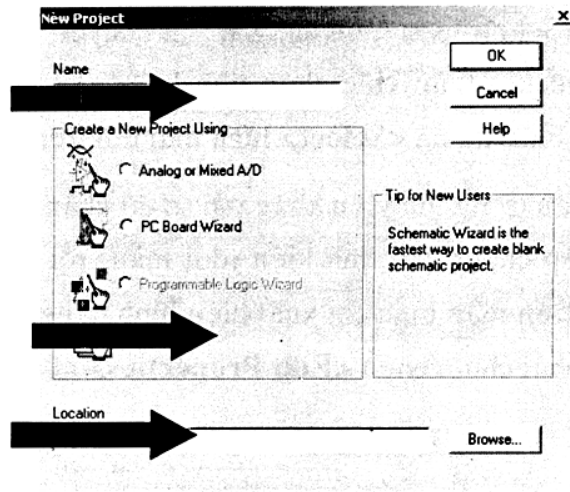 New Project
OK
Name
Cancel
Help
Create a New Project Using
Analog or Mixed A/D
Tip for New Users
PC Board Wizard
Schematic Wizard is the
fastest way to create blank
schematic project.
Programmable Logic Wizard
Location
Browse...